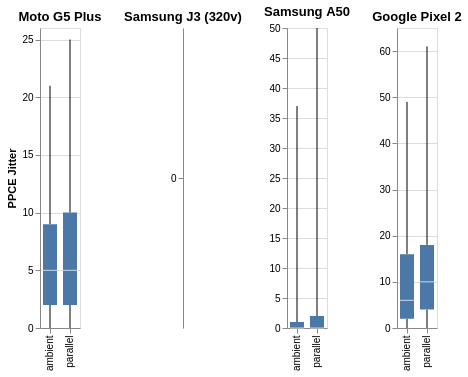 Moto G5 Plus
Samsung J3 (320v)
Samsung A50
Google Pixel 2
PPCE Jitter
25
20
15
10
5
0
ambient
parallel
0
50
45
40
35
30
25
20
15
10
5
0
ambient
parallel
60
50
40
30
20
10
0
ambient
parallel